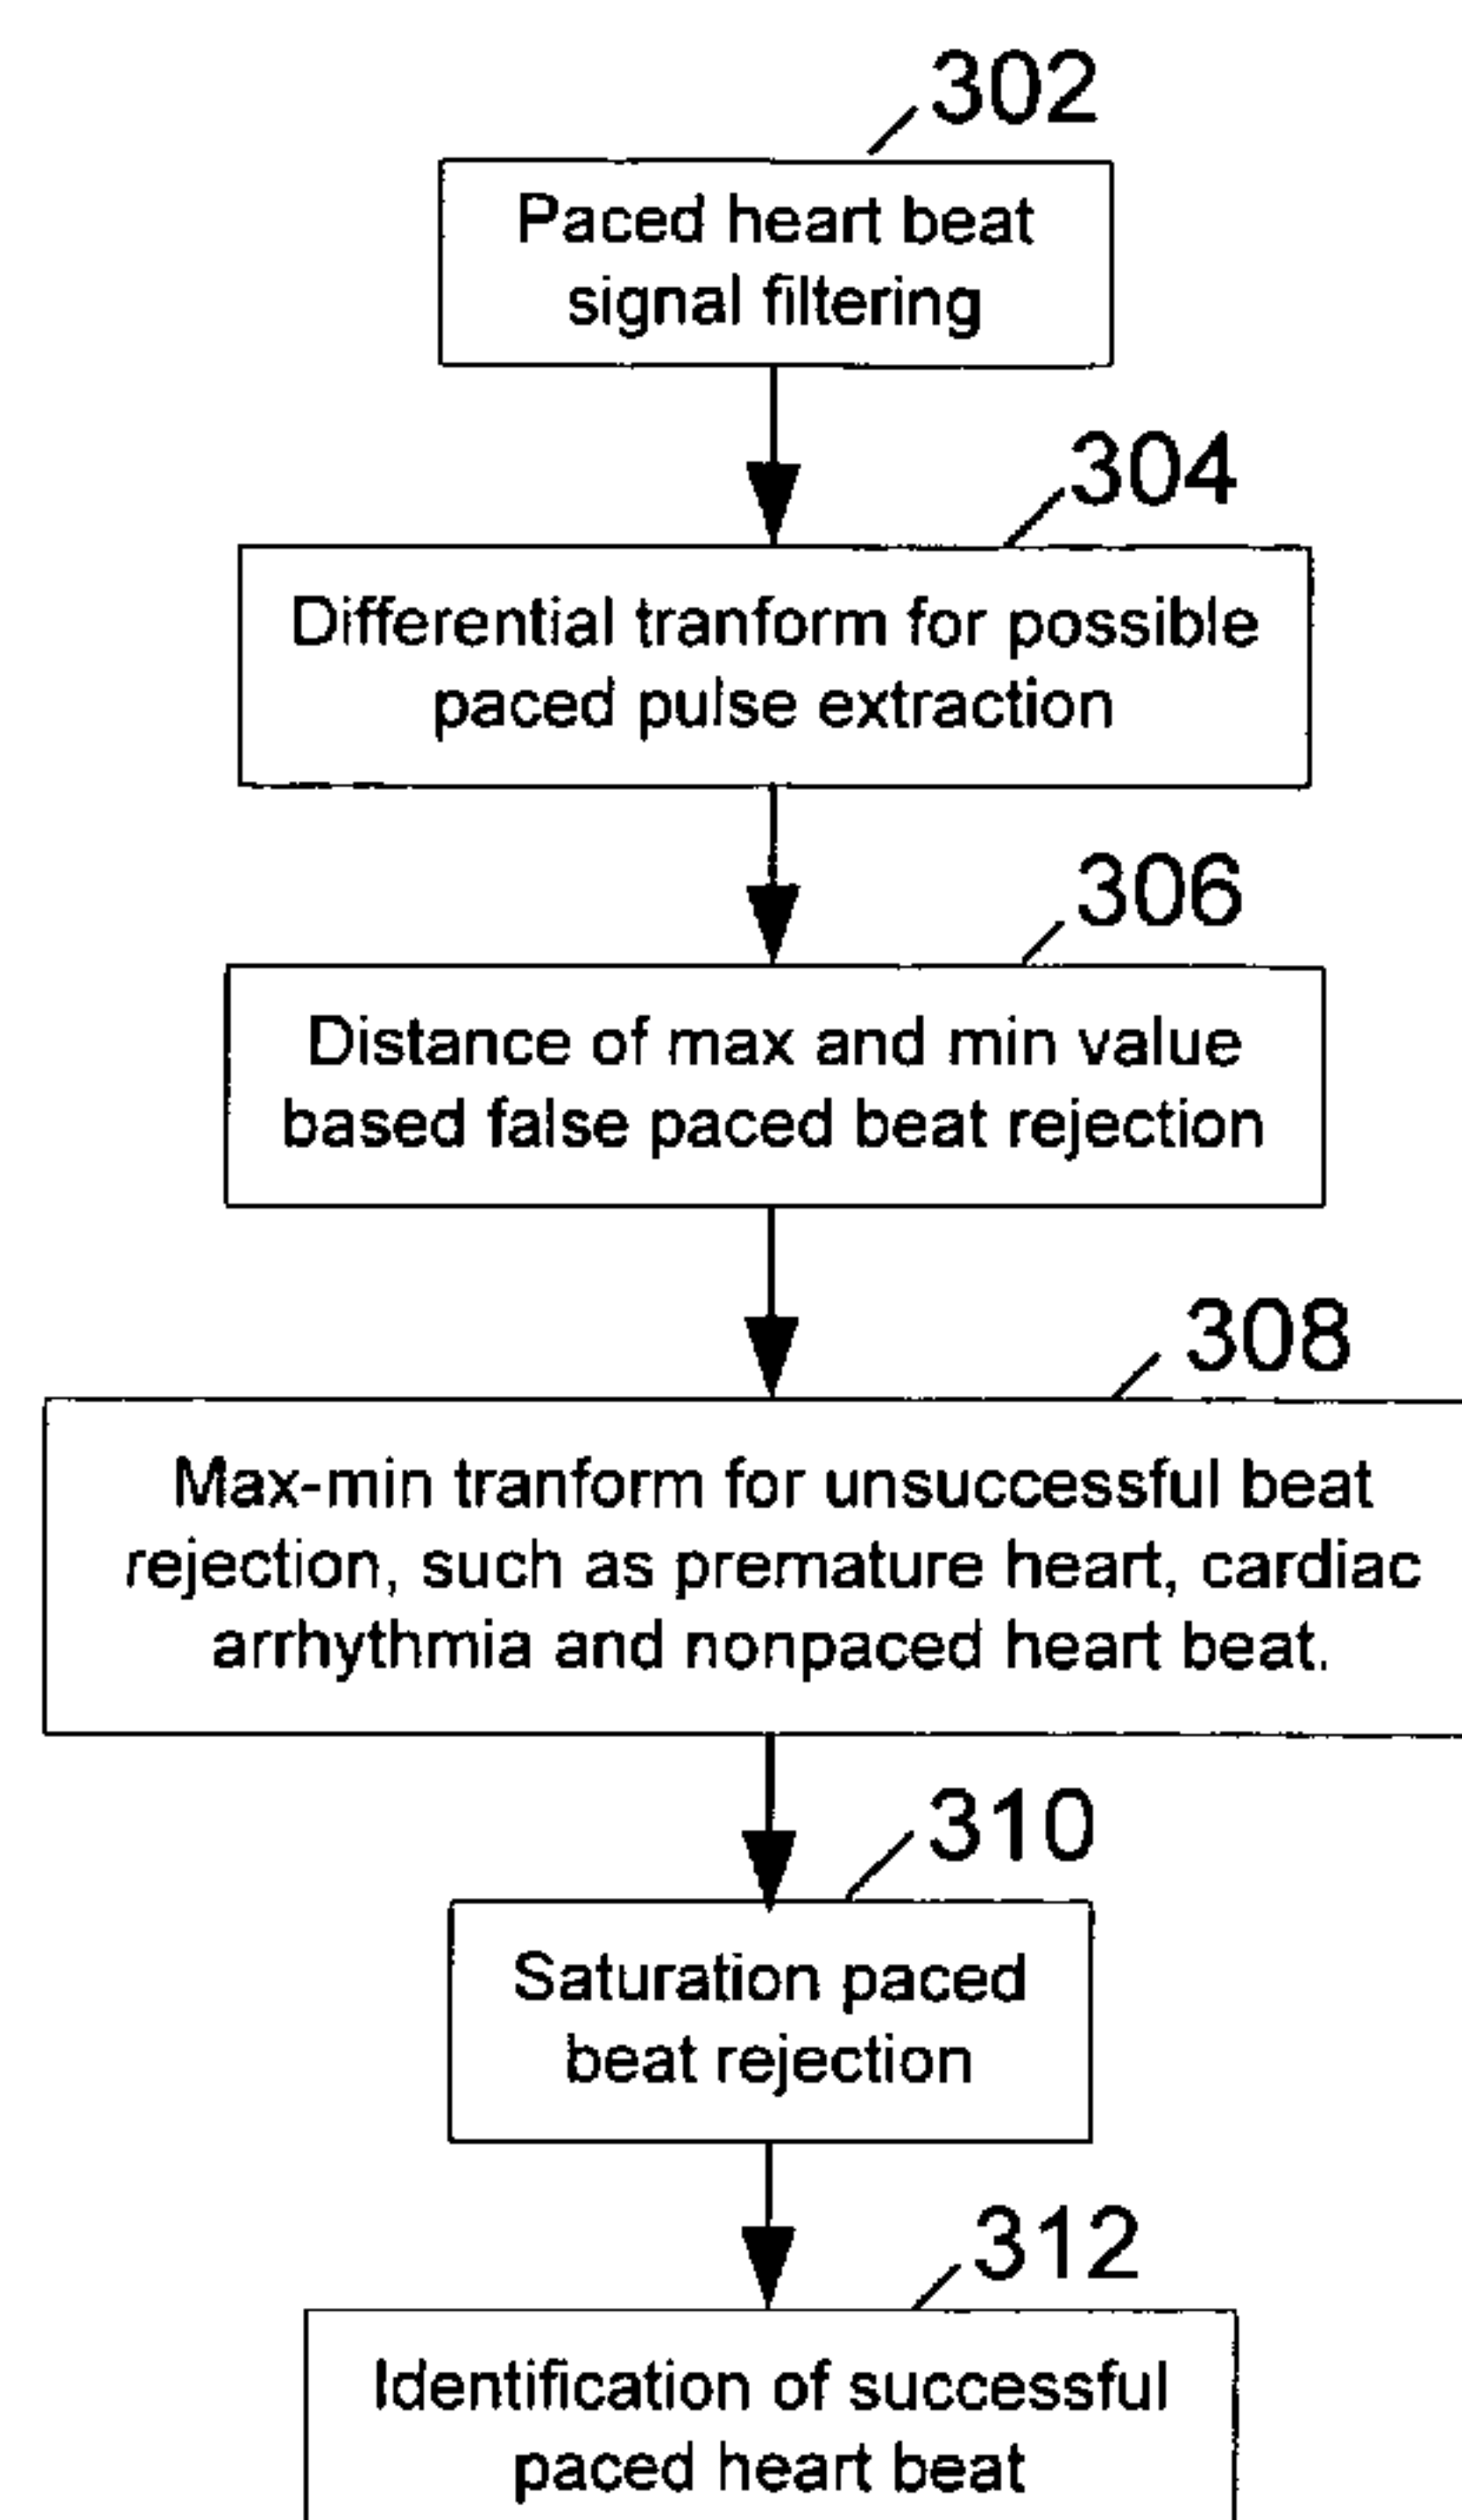 302
Paced heart beat
signal filtering
304
Differential tranform for possible
paced pulse extraction
306
Distance of max and min value
based false paced beat rejection
308
Max-min tranform for unsuccessful beat
rejection, such as premature heart, cardiac
arrhythmia and nonpaced heart beat.
310
Saturation paced
beat rejection
312
Identification of successful
paced heart beat